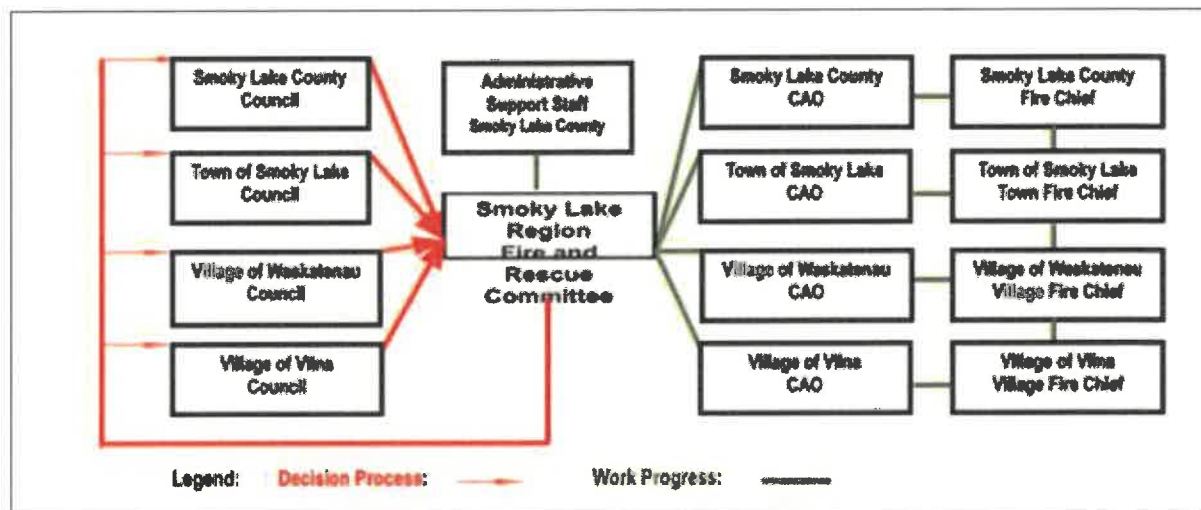 Smoky Lake County
Council
Town of Smoky Lake
Council
Village of Waskatenau
Council
Village of Vilna
Council
Administrative
Support Staff
Smoky Lake County
Smoky Lake
Region
Fire and
Rescue
Committee
Smoky Lake County
CAO
Town of Smoky Lake
CAO
Village of Waskatenau
CAO
Village of Vilna
CAO
Smoky Lake County
Fire Chief
Town of Smoky Lake
Town Fire Chief
Village of Waskatenau
Village Fire Chief
Village of Vilna
Village Fire Chief
Legend: Decision Process: Work Progress: